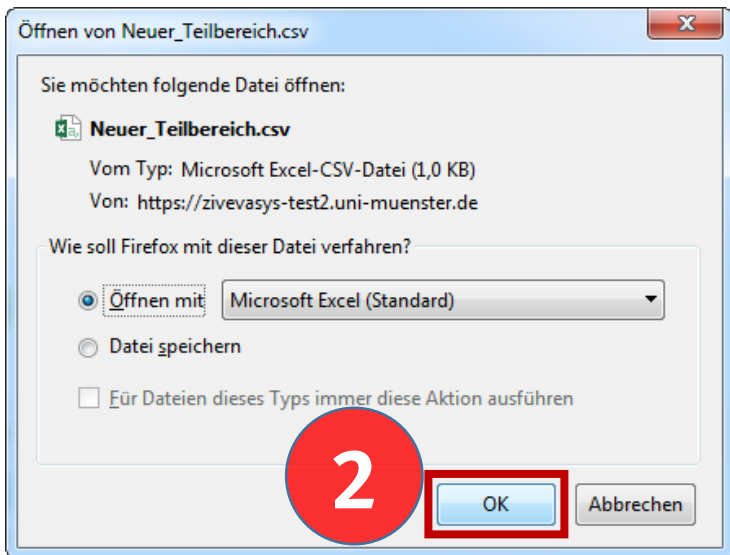 Öffnen von Neuer_Teilbereich.csv
Sie möchten folgende Datei öffnen:
Neuer_Teilbereich.csv
Vom Typ: Microsoft Excel-CSV-Datei (1,0 KB)
Von: https://zivevasys-test2.uni-muenster.de
Wie soll Firefox mit dieser Datei verfahren?
Öffnen mit Microsoft Excel (Standard)
Datei speichern
Für Dateien dieses Typs immer diese Aktion ausführen
2
OK Abbrechen